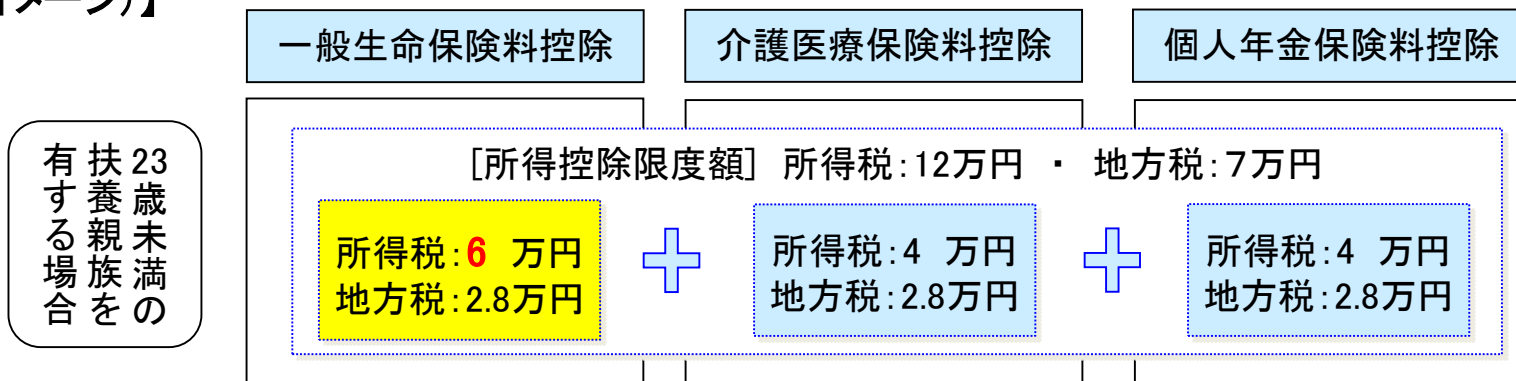 イメージ)】
一般生命保険料控除
介護医療保険料控除
個人年金保険料控除
23歳未満の
扶養親族を
有する場合
[所得控除限度額] 所得税:12万円 ・ 地方税:7万円
所得税:6 万円
地方税:2.8万円
所得税:4 万円
地方税:2.8万円
所得税:4 万円
地方税:2.8万円